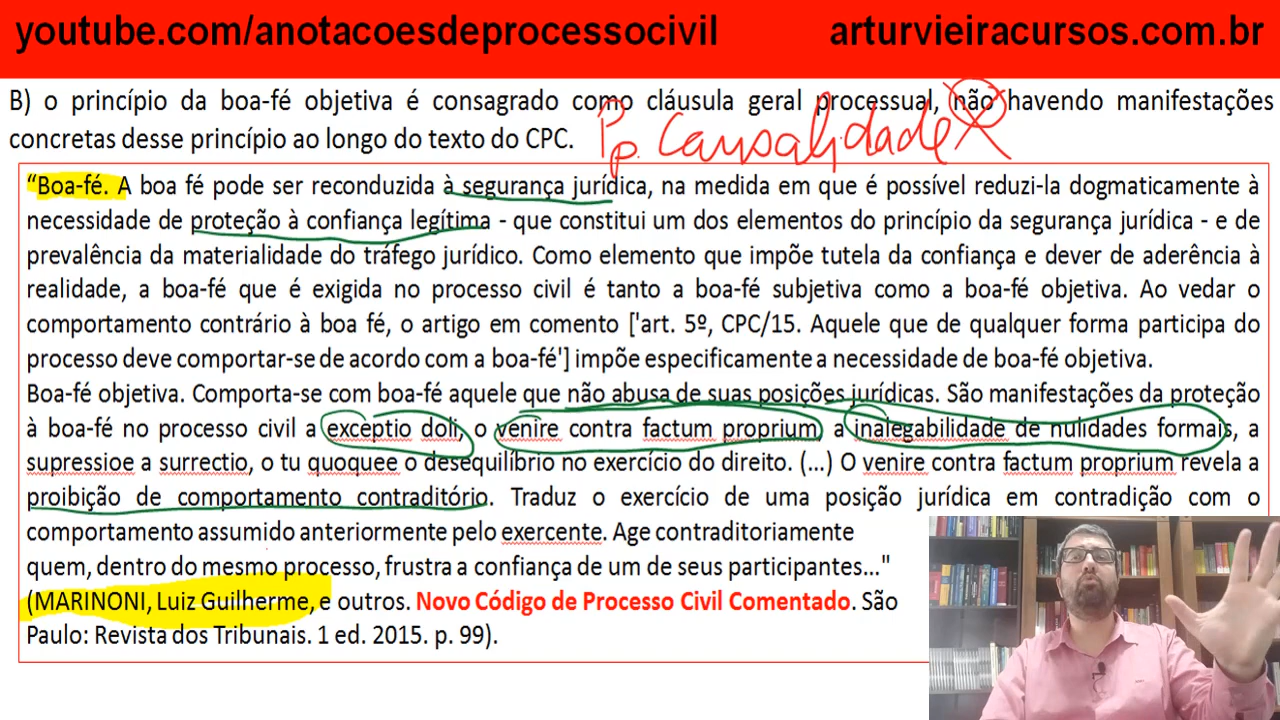 youtube.com/anotacoesdeprocessocivil arturvieiracursos.com.br
B) o princípio da boa-fé objetiva é consagrado como cláusula geral processual, não havendo manifestações
concretas desse princípio ao longo do texto do CPC.
Pp. Causalidade
“Boa-fé. A boa fé pode ser reconduzida à segurança jurídica, na medida em que é possível reduzi-la dogmaticamente à
necessidade de proteção à confiança legítima - que constitui um dos elementos do princípio da segurança jurídica - e de
prevalência da materialidade do tráfego jurídico. Como elemento que impõe tutela da confiança e dever de aderência à
realidade, a boa-fé que é exigida no processo civil é tanto a boa-fé subjetiva como a boa-fé objetiva. Ao vedar o
comportamento contrário à boa fé, o artigo em comento ['art. 5º, CPC/15. Aquele que de qualquer forma participa do
processo deve comportar-se de acordo com a boa-fé'] impõe especificamente a necessidade de boa-fé objetiva.
Boa-fé objetiva. Comporta-se com boa-fé aquele que não abusa de suas posições jurídicas. São manifestações da proteção
à boa-fé no processo civil a exceptio doli, o venire contra factum proprium, a inalegabilidade de nulidades formais, a
supressioe a surrectio, o tu quoquee o desequilíbrio no exercício do direito. (...) O venire contra factum proprium revela a
proibição de comportamento contraditório. Traduz o exercício de uma posição jurídica em contradição com o
comportamento assumido anteriormente pelo exercente. Age contraditoriamente
quem, dentro do mesmo processo, frustra a confiança de um de seus participantes..."
(MARINONI, Luiz Guilherme, e outros. Novo Código de Processo Civil Comentado. São
Paulo: Revista dos Tribunais. 1 ed. 2015. p. 99).